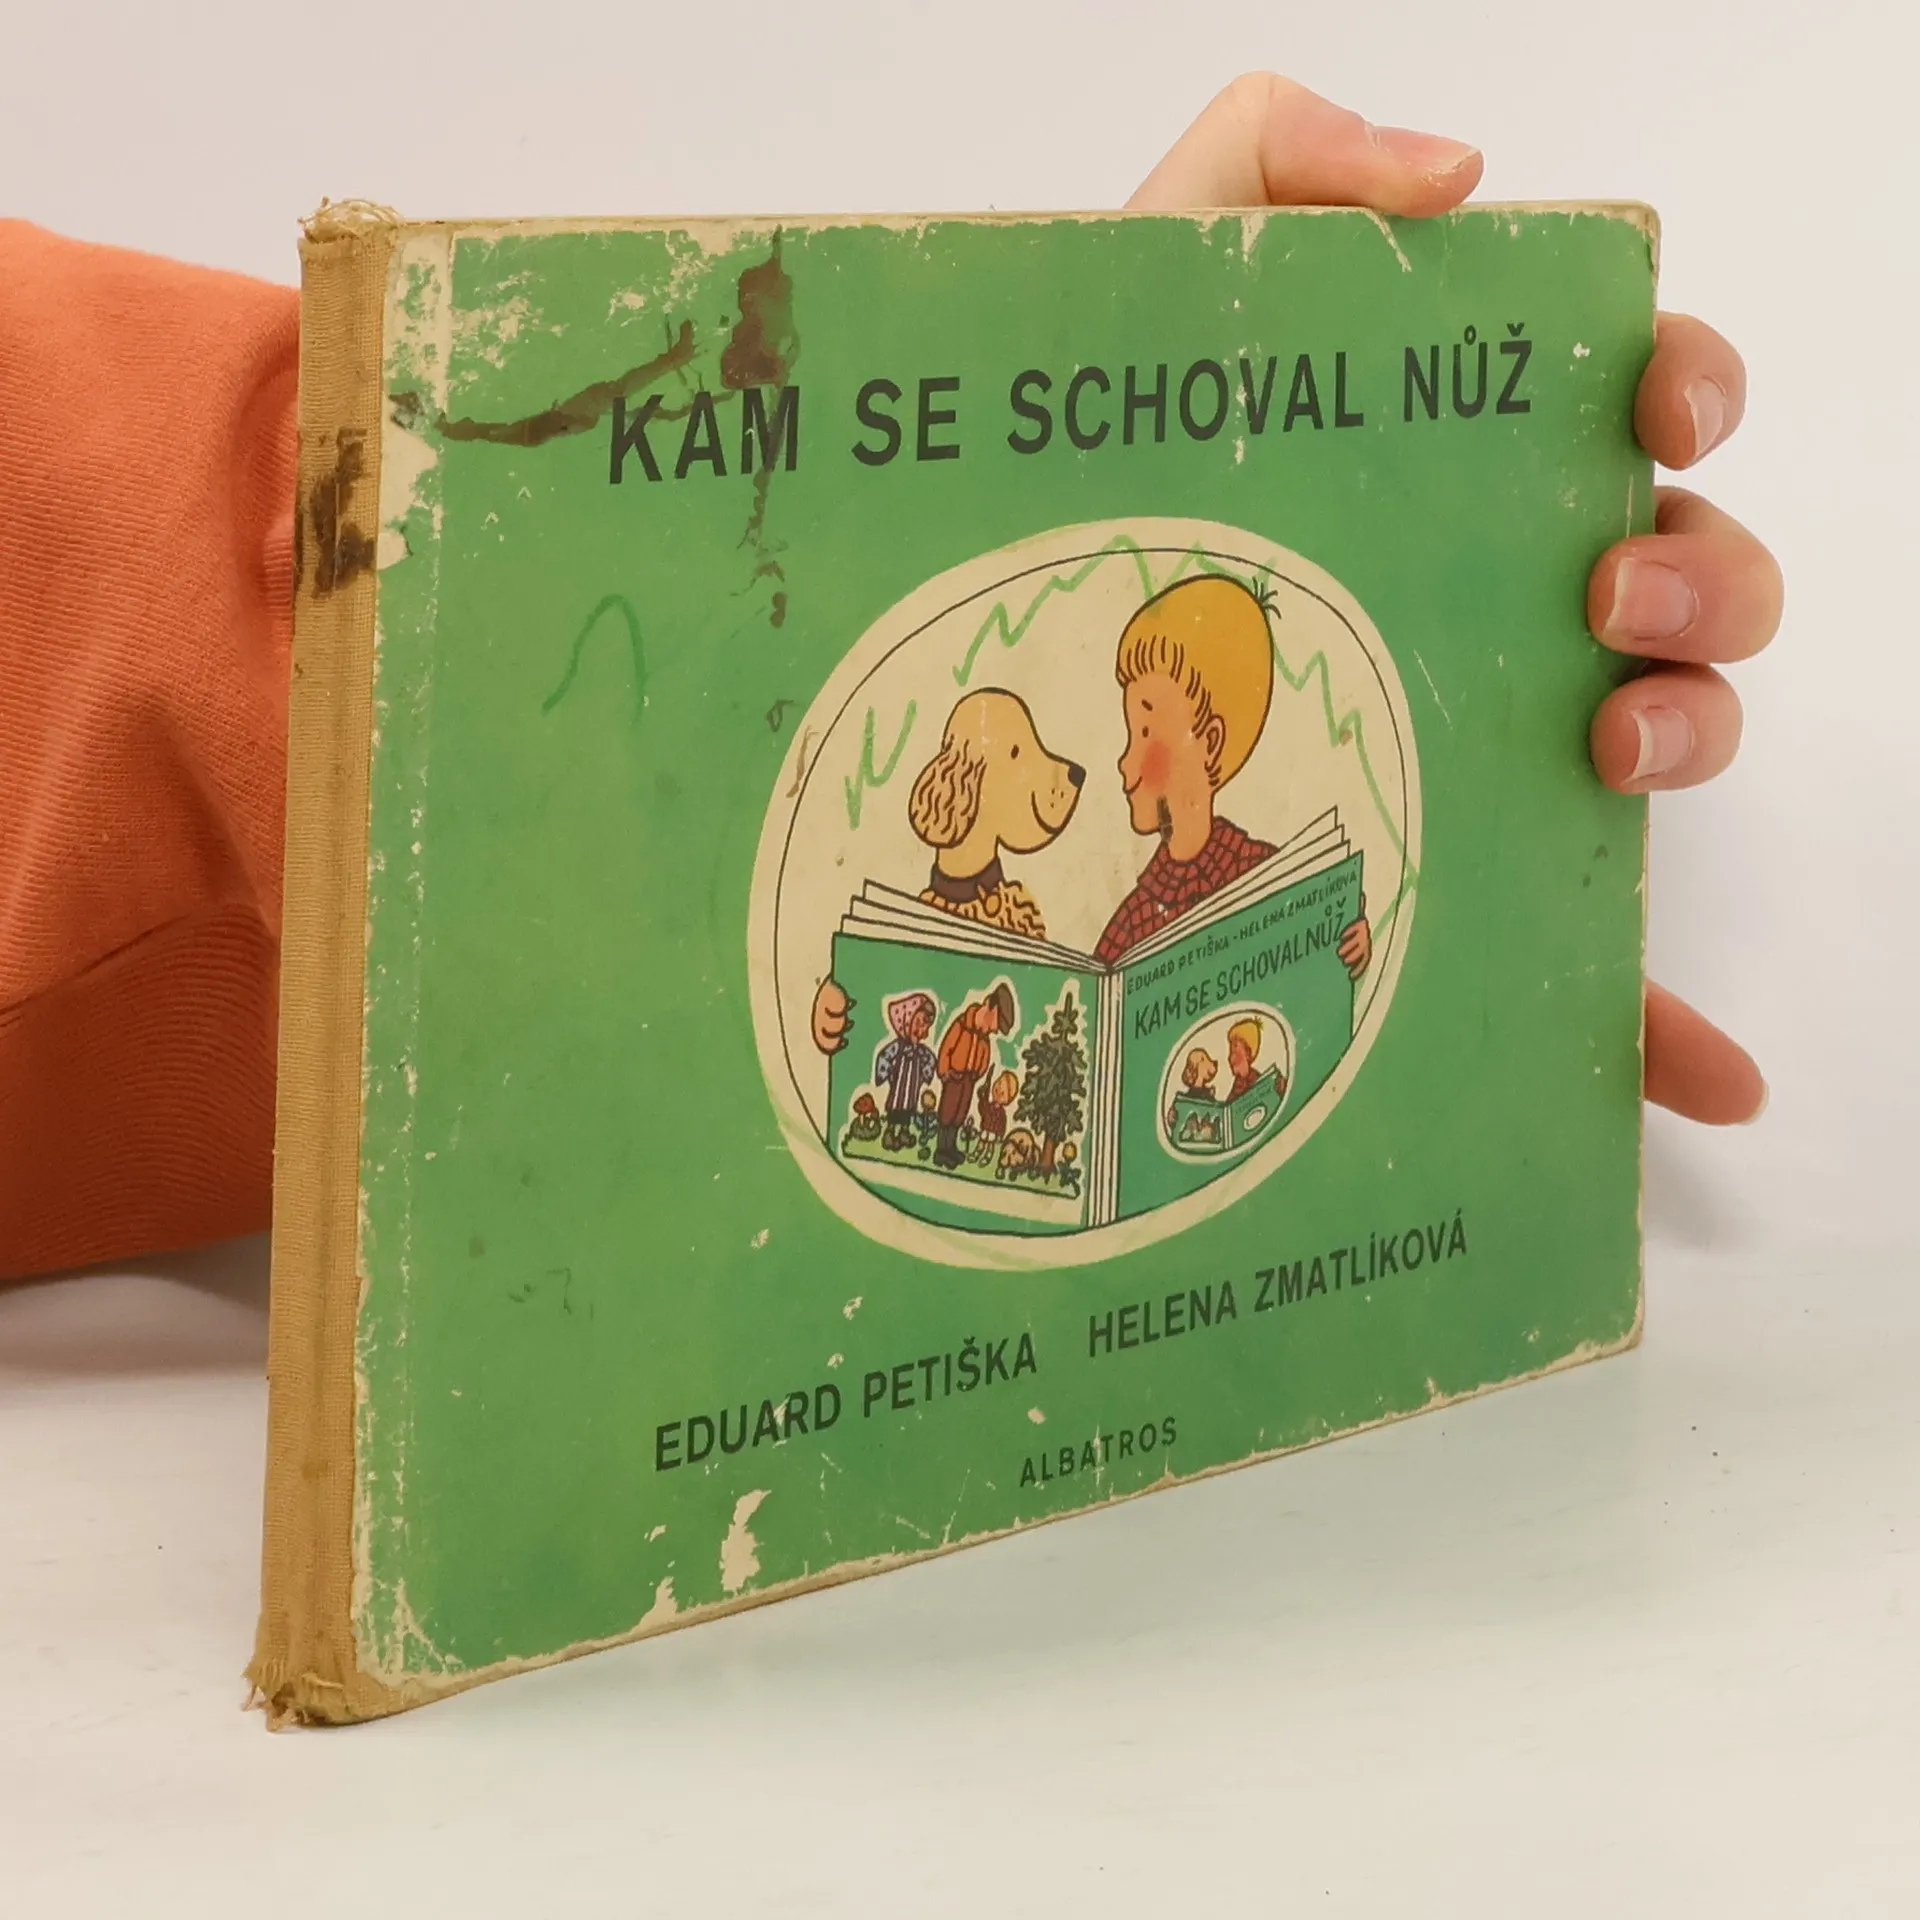 KAM SE SCHOVAL NŮŽ
EDUARD PETIŠKA - HELENA ZMATLÍKOVÁ
KAM SE SCHOVAL NŮŽ
EDUARD PETIŠKA HELENA ZMATLÍKOVÁ
ALBATROS